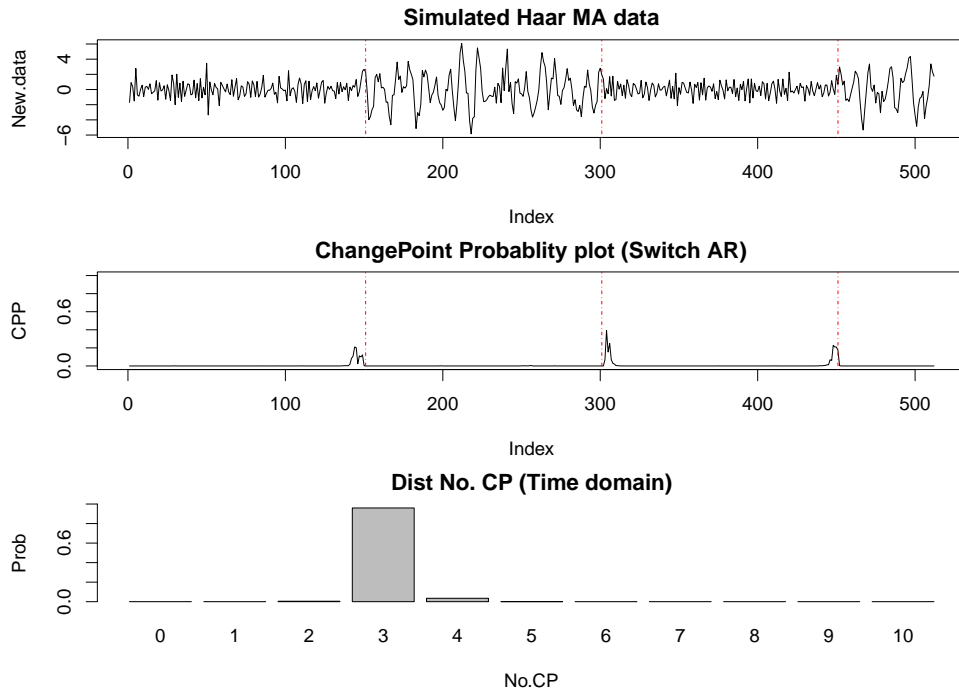 Simulated Haar MA data
New.data
4
0
−6
0 100 200 300 400 500
Index
ChangePoint Probablity plot (Switch AR)
CPP
0.6
0.0
0 100 200 300 400 500
Index
Dist No. CP (Time domain)
Prob
0.6
0.0
0 1 2 3 4 5 6 7 8 9 10
No.CP